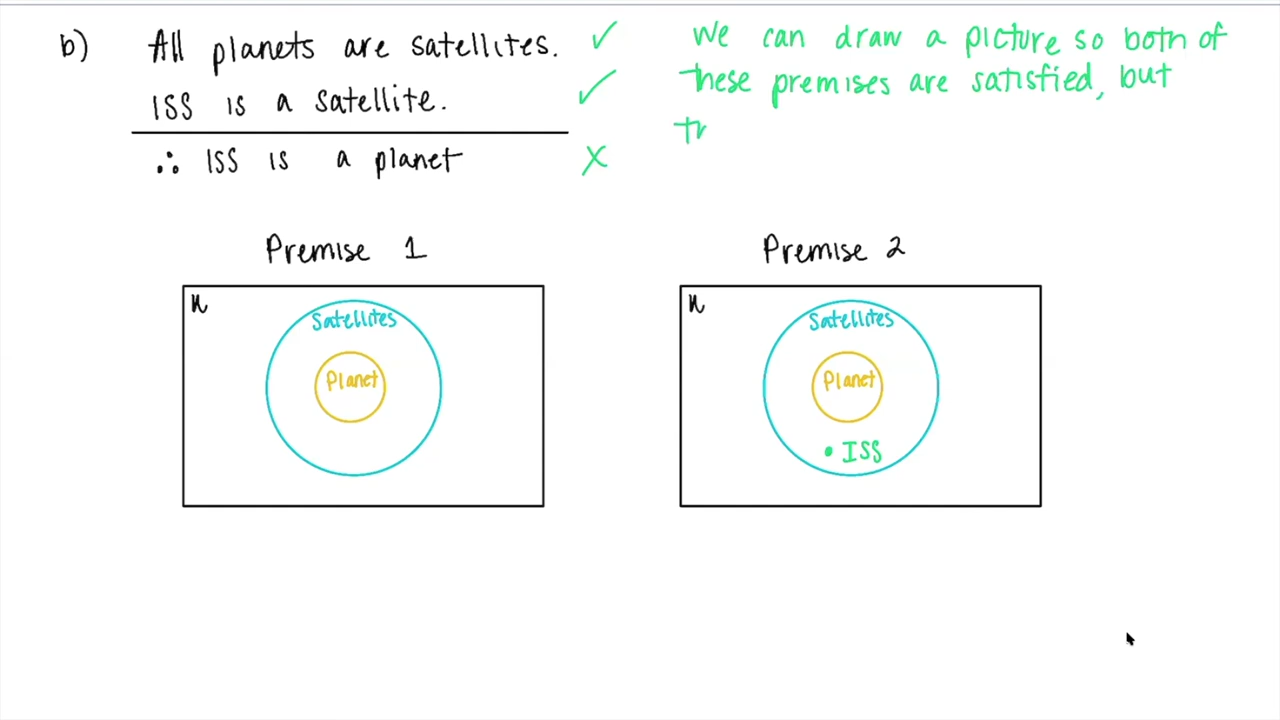 b) All planets are satellites. ✓
ISS is a satellite. ✓
∴ ISS is a planet ✗
We can draw a picture so both of
these premises are satisfied, but
th
Premise 1
U
Satellites
Planet
Premise 2
U
Satellites
Planet
• ISS